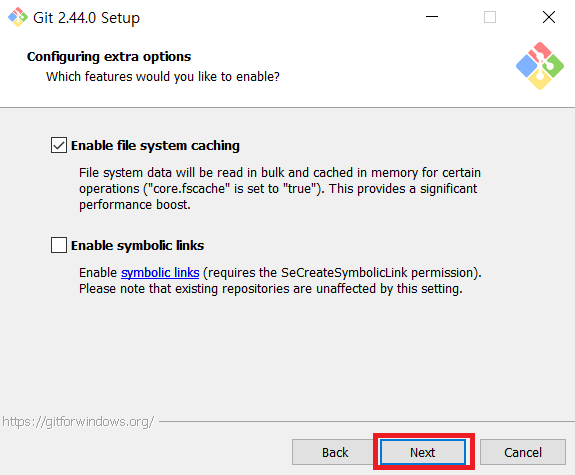 Git 2.44.0 Setup
Configuring extra options
Which features would you like to enable?
Enable file system caching
File system data will be read in bulk and cached in memory for certain
operations ("core.fscache" is set to "true"). This provides a significant
performance boost.
Enable symbolic links
Enable symbolic links (requires the SeCreateSymbolicLink permission).
Please note that existing repositories are unaffected by this setting.
https://gitforwindows.org/
Back
Next
Cancel